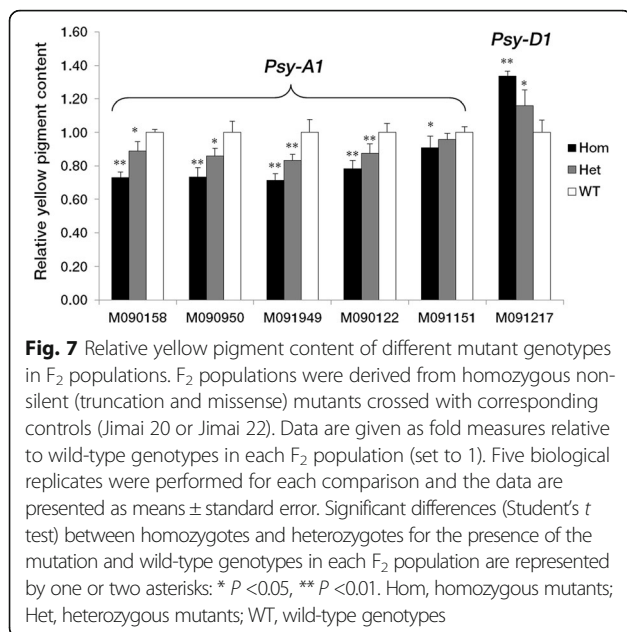 Psy-D1
Psy-A1
Relative yellow pigment content
1.60
1.40
1.20
1.00
0.80
0.60
0.40
0.20
0.00
** * ** * ** ** ** ** * ** *
Hom
Het
WT
M090158 M090950 M091949 M090122 M091151 M091217
Fig. 7 Relative yellow pigment content of different mutant genotypes
in F₂ populations. F₂ populations were derived from homozygous non-
silent (truncation and missense) mutants crossed with corresponding
controls (Jimai 20 or Jimai 22). Data are given as fold measures relative
to wild-type genotypes in each F₂ population (set to 1). Five biological
replicates were performed for each comparison and the data are
presented as means ± standard error. Significant differences (Student's t
test) between homozygotes and heterozygotes for the presence of the
mutation and wild-type genotypes in each F₂ population are represented
by one or two asterisks: * P <0.05, ** P <0.01. Hom, homozygous mutants;
Het, heterozygous mutants; WT, wild-type genotypes